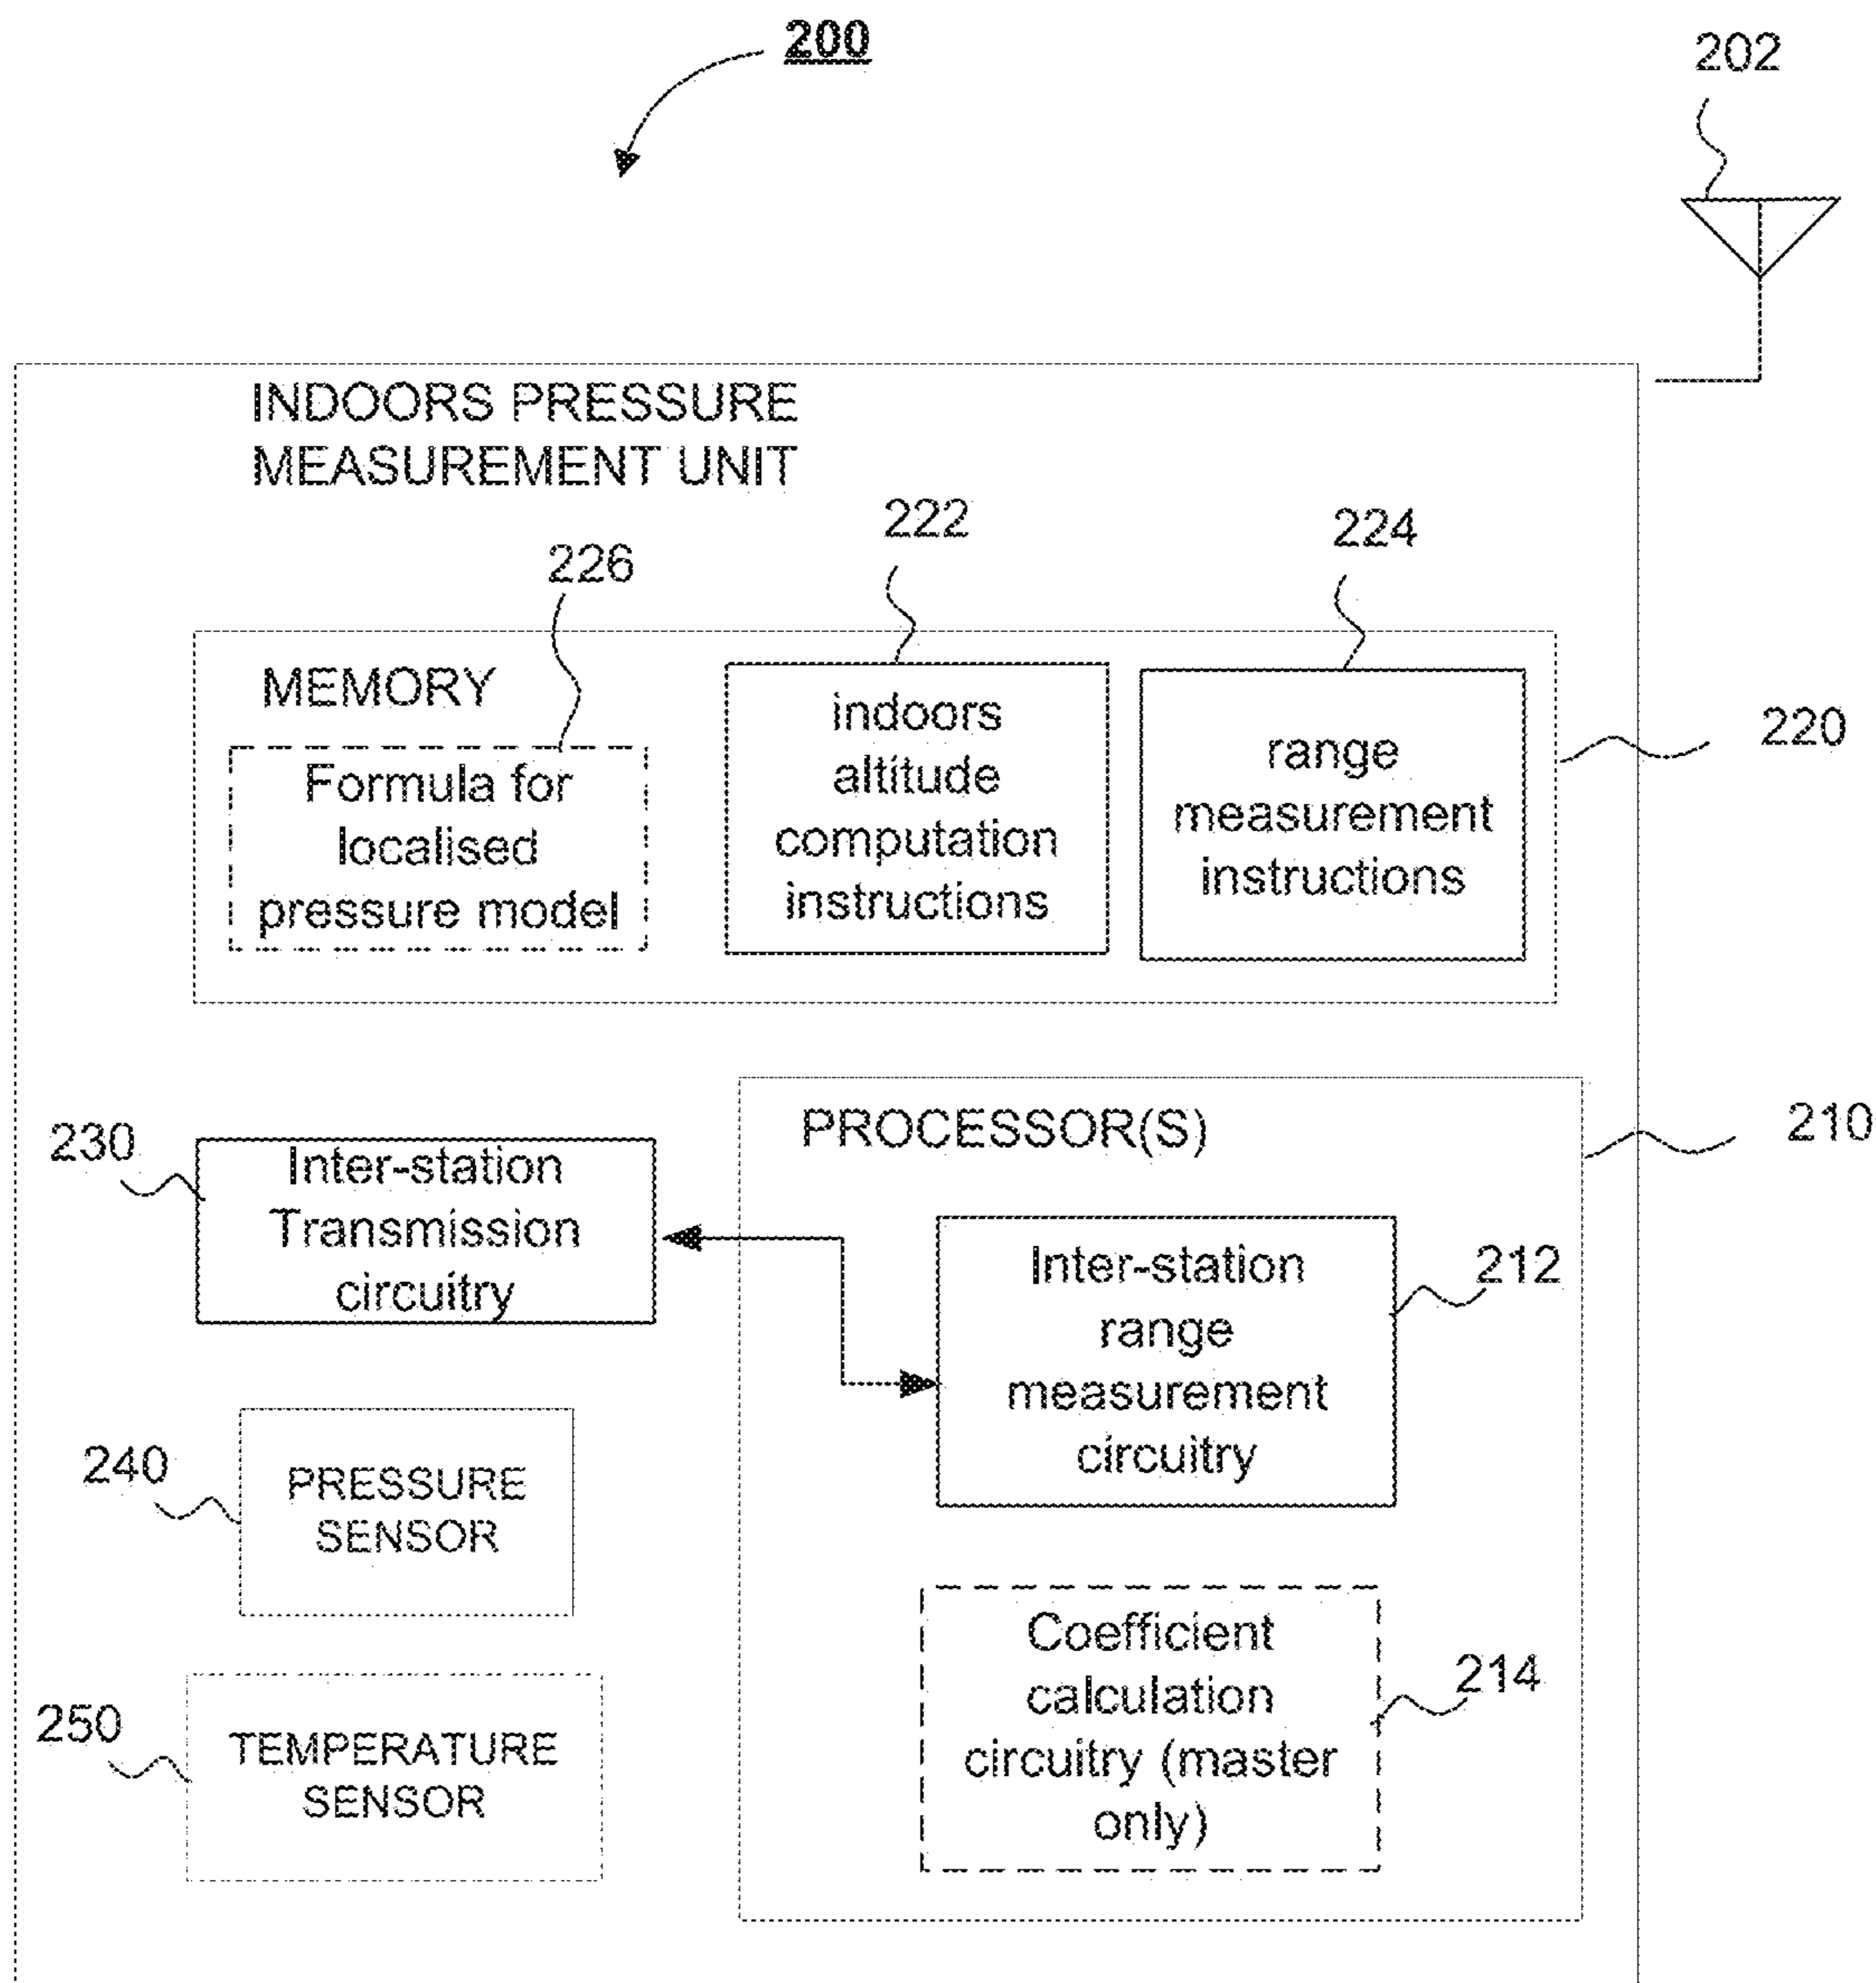 200
202
INDOORS PRESSURE
MEASUREMENT UNIT
222
224
226
MEMORY
Formula for
localised
pressure model
indoors
altitude
computation
instructions
range
measurement
instructions
220
PROCESSOR(S)
210
230
Inter-station
Transmission
circuitry
Inter-station
range
measurement
circuitry
212
240
PRESSURE
SENSOR
Coefficient
calculation
circuitry (master
only)
214
250
TEMPERATURE
SENSOR